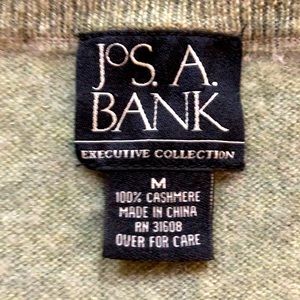 JOS. A.
BANK
EXECUTIVE COLLECTION
M
100% CASHMERE
MADE IN CHINA
RN 31608
OVER FOR CARE